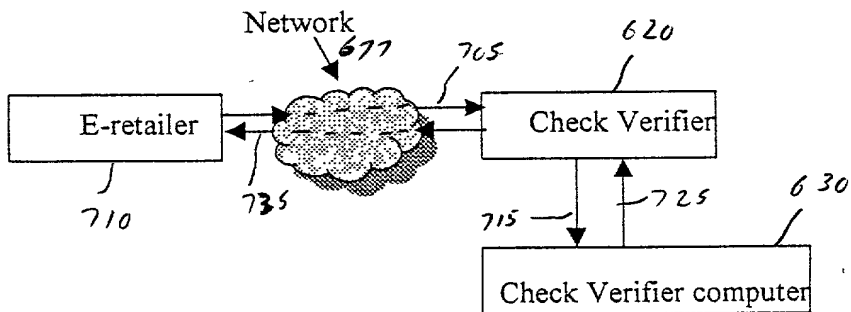 Network
677
705
620
E-retailer
Check Verifier
735
710
715
725
630
Check Verifier computer